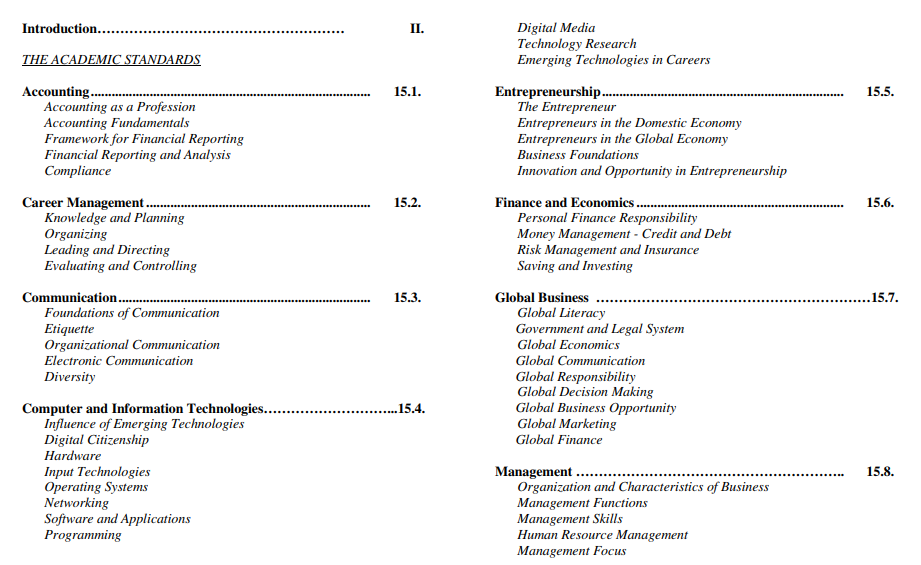 Introduction………………………………………………… II.
THE ACADEMIC STANDARDS
Accounting................................................................................ 15.1.
Accounting as a Profession
Accounting Fundamentals
Framework for Financial Reporting
Financial Reporting and Analysis
Compliance
Career Management................................................................ 15.2.
Knowledge and Planning
Organizing
Leading and Directing
Evaluating and Controlling
Communication........................................................................ 15.3.
Foundations of Communication
Etiquette
Organizational Communication
Electronic Communication
Diversity
Computer and Information Technologies………………………...15.4.
Influence of Emerging Technologies
Digital Citizenship
Hardware
Input Technologies
Operating Systems
Networking
Software and Applications
Programming
Digital Media
Technology Research
Emerging Technologies in Careers
Entrepreneurship..................................................................... 15.5.
The Entrepreneur
Entrepreneurs in the Domestic Economy
Entrepreneurs in the Global Economy
Business Foundations
Innovation and Opportunity in Entrepreneurship
Finance and Economics........................................................... 15.6.
Personal Finance Responsibility
Money Management - Credit and Debt
Risk Management and Insurance
Saving and Investing
Global Business ……………………………………………………15.7.
Global Literacy
Government and Legal System
Global Economics
Global Communication
Global Responsibility
Global Decision Making
Global Business Opportunity
Global Marketing
Global Finance
Management ………………………………………………….. 15.8.
Organization and Characteristics of Business
Management Functions
Management Skills
Human Resource Management
Management Focus